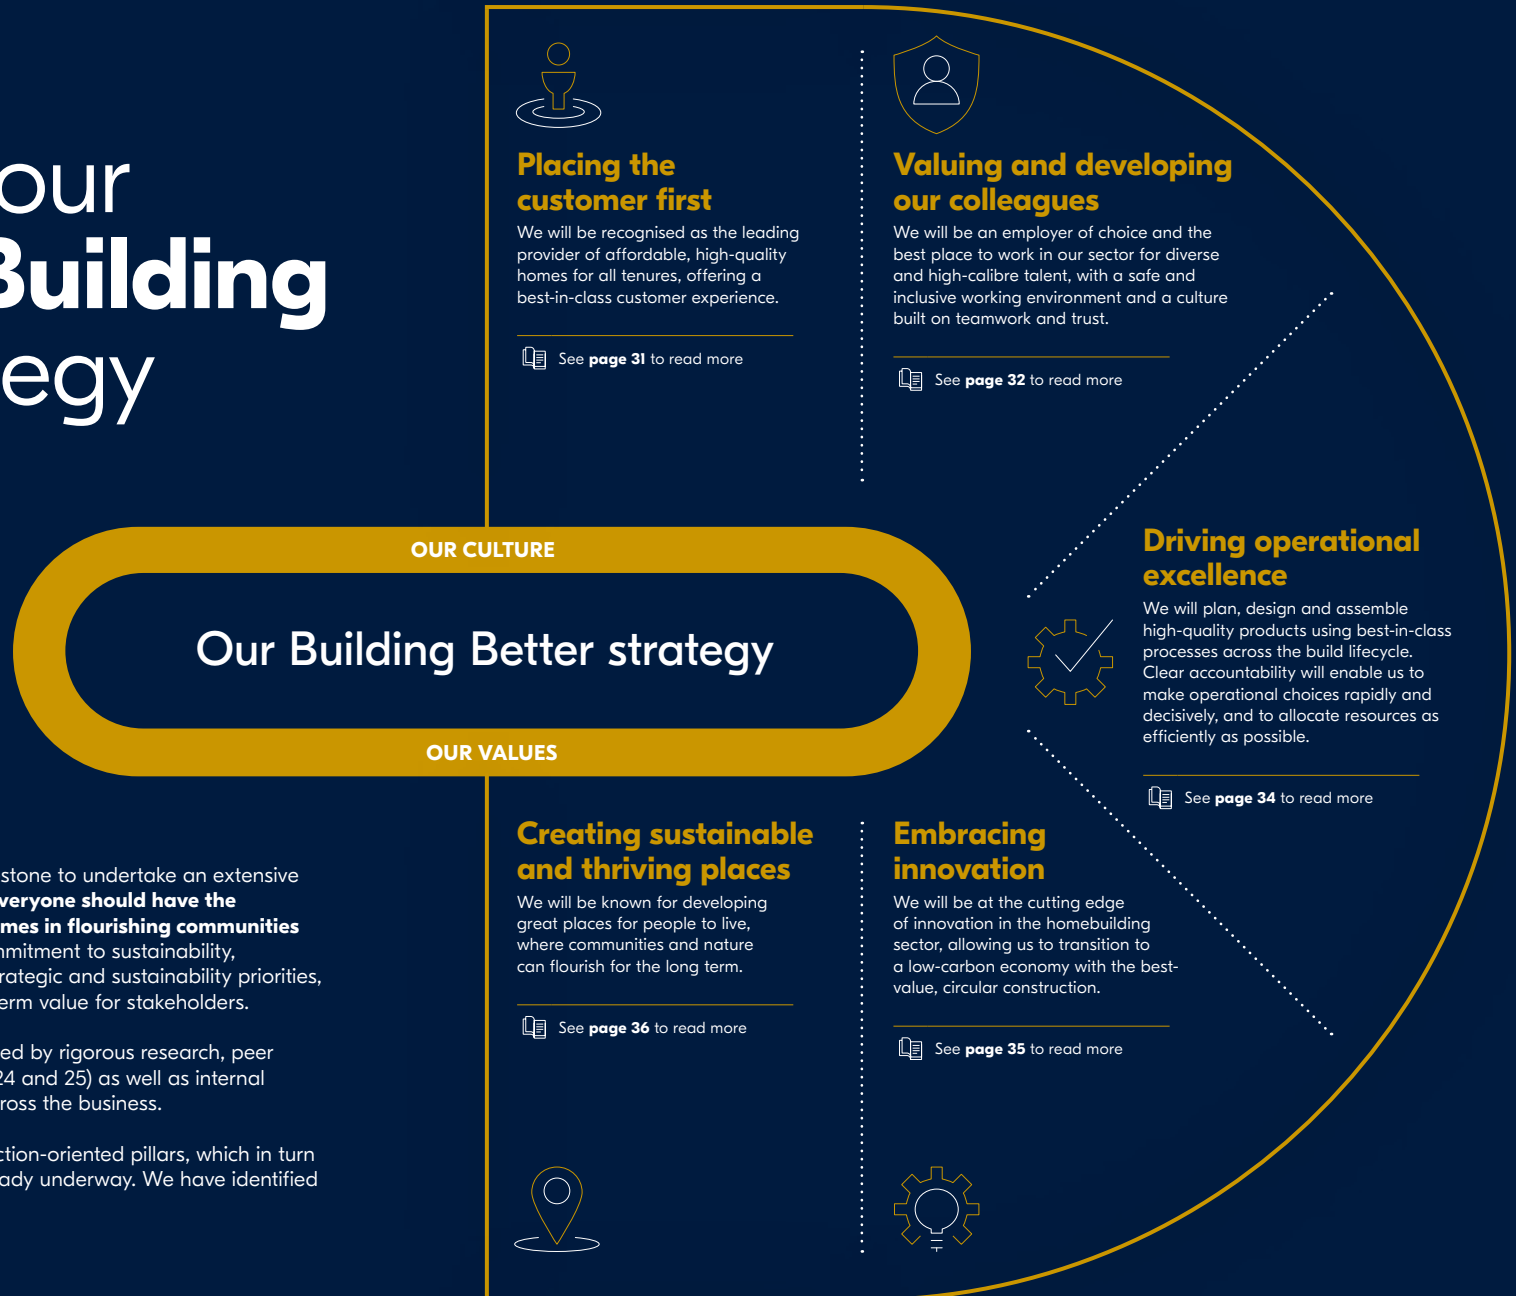 our
Building
egy
stone to undertake an extensive
veryone should have the
mes in flourishing communities
mitment to sustainability,
rategic and sustainability priorities,
erm value for stakeholders.
ed by rigorous research, peer
24 and 25) as well as internal
ross the business.
ction-oriented pillars, which in turn
ady underway. We have identified
OUR CULTURE
Our Building Better strategy
OUR VALUES
Placing the
customer first
We will be recognised as the leading
provider of affordable, high-quality
homes for all tenures, offering a
best-in-class customer experience.
See page 31 to read more
Valuing and developing
our colleagues
We will be an employer of choice and the
best place to work in our sector for diverse
and high-calibre talent, with a safe and
inclusive working environment and a culture
built on teamwork and trust.
See page 32 to read more
Driving operational
excellence
We will plan, design and assemble
high-quality products using best-in-class
processes across the build lifecycle.
Clear accountability will enable us to
make operational choices rapidly and
decisively, and to allocate resources as
efficiently as possible.
See page 34 to read more
Creating sustainable
and thriving places
We will be known for developing
great places for people to live,
where communities and nature
can flourish for the long term.
See page 36 to read more
Embracing
innovation
We will be at the cutting edge
of innovation in the homebuilding
sector, allowing us to transition to
a low-carbon economy with the best-
value, circular construction.
See page 35 to read more